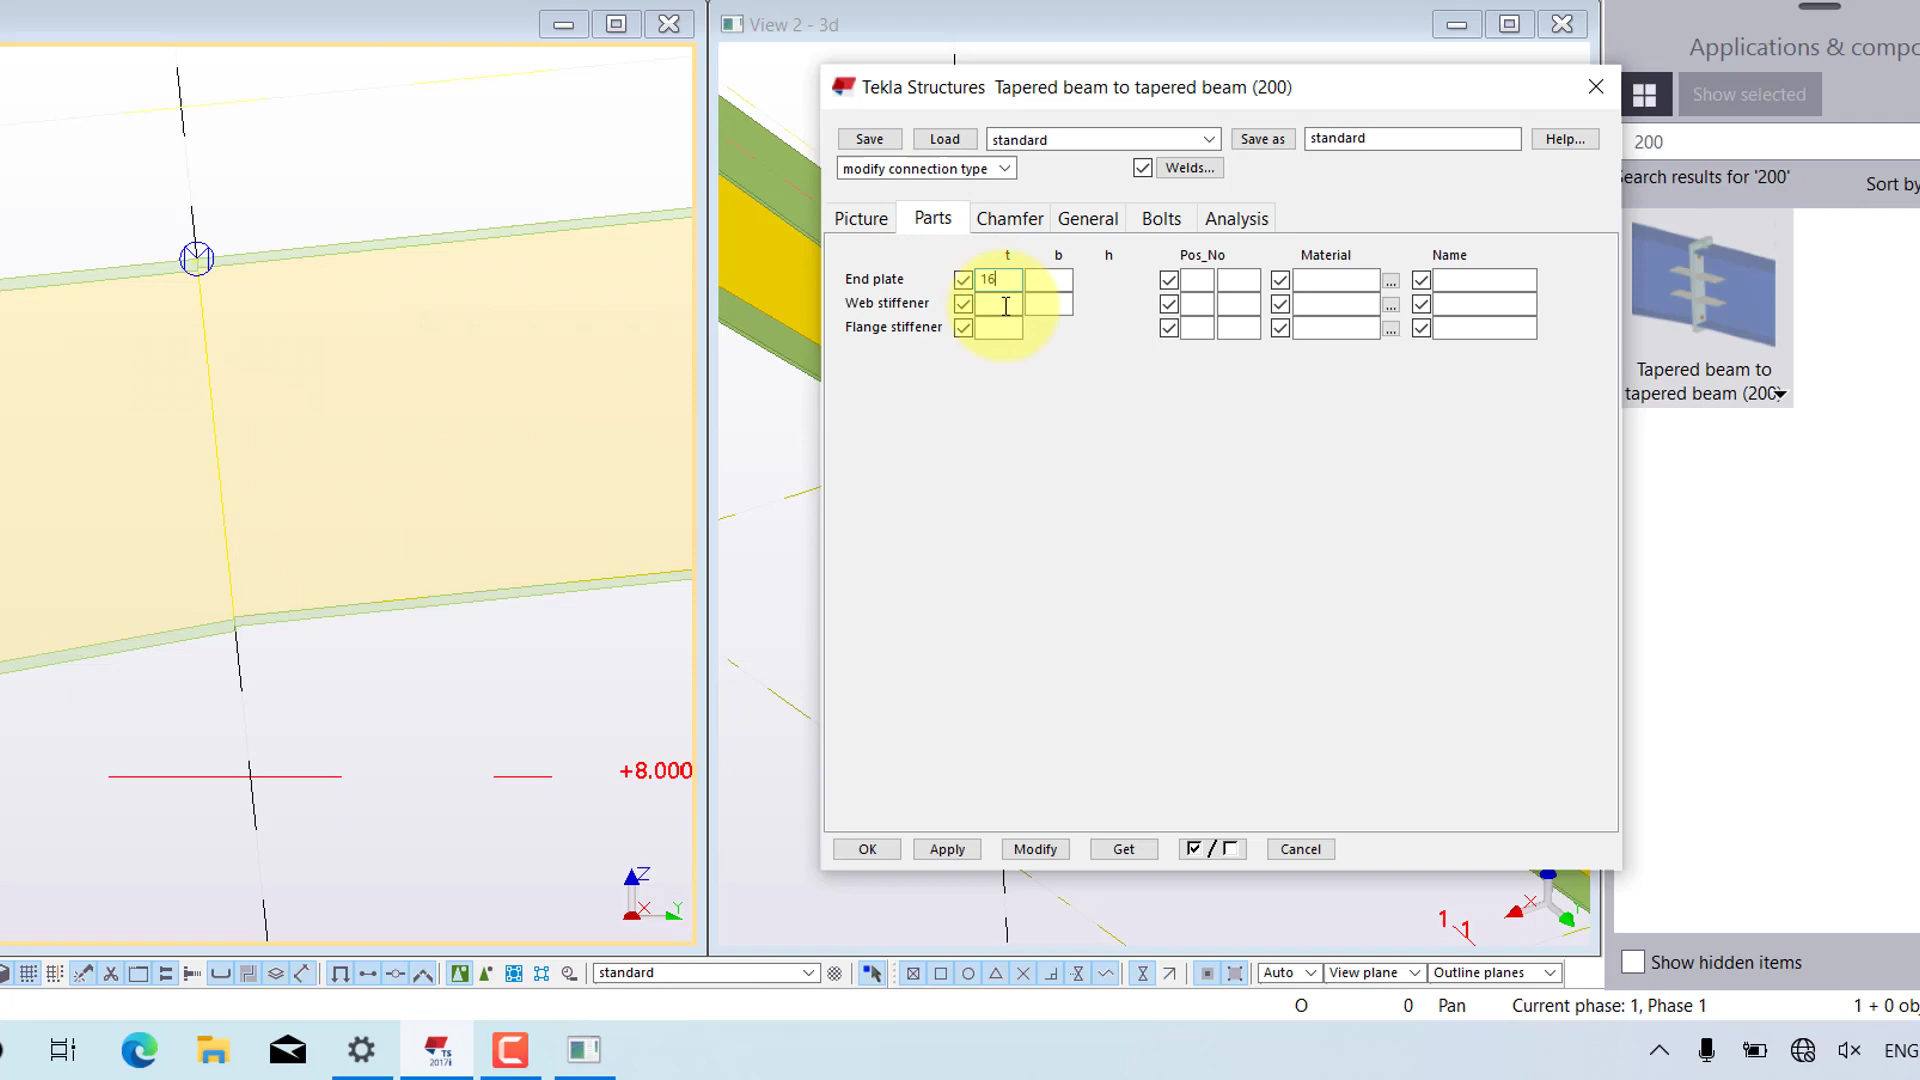 View 2 - 3d
Applications & compo
Tekla Structures Tapered beam to tapered beam (200)
Show selected
Save Load standard Save as standard Help...
200
modify connection type Welds...
earch results for '200'
Sort by
Picture Parts Chamfer General Bolts Analysis
t b h Pos_No Material Name
End plate 16
Web stiffener
Flange stiffener
... ... ...
Tapered beam to
tapered beam (200)
+8.000
OK Apply Modify Get / Cancel
Z
X Y
X Y
1 1
standard
Auto View plane Outline planes
Show hidden items
O 0 Pan Current phase: 1, Phase 1 1 + 0 ob
TS
2017i
ENG